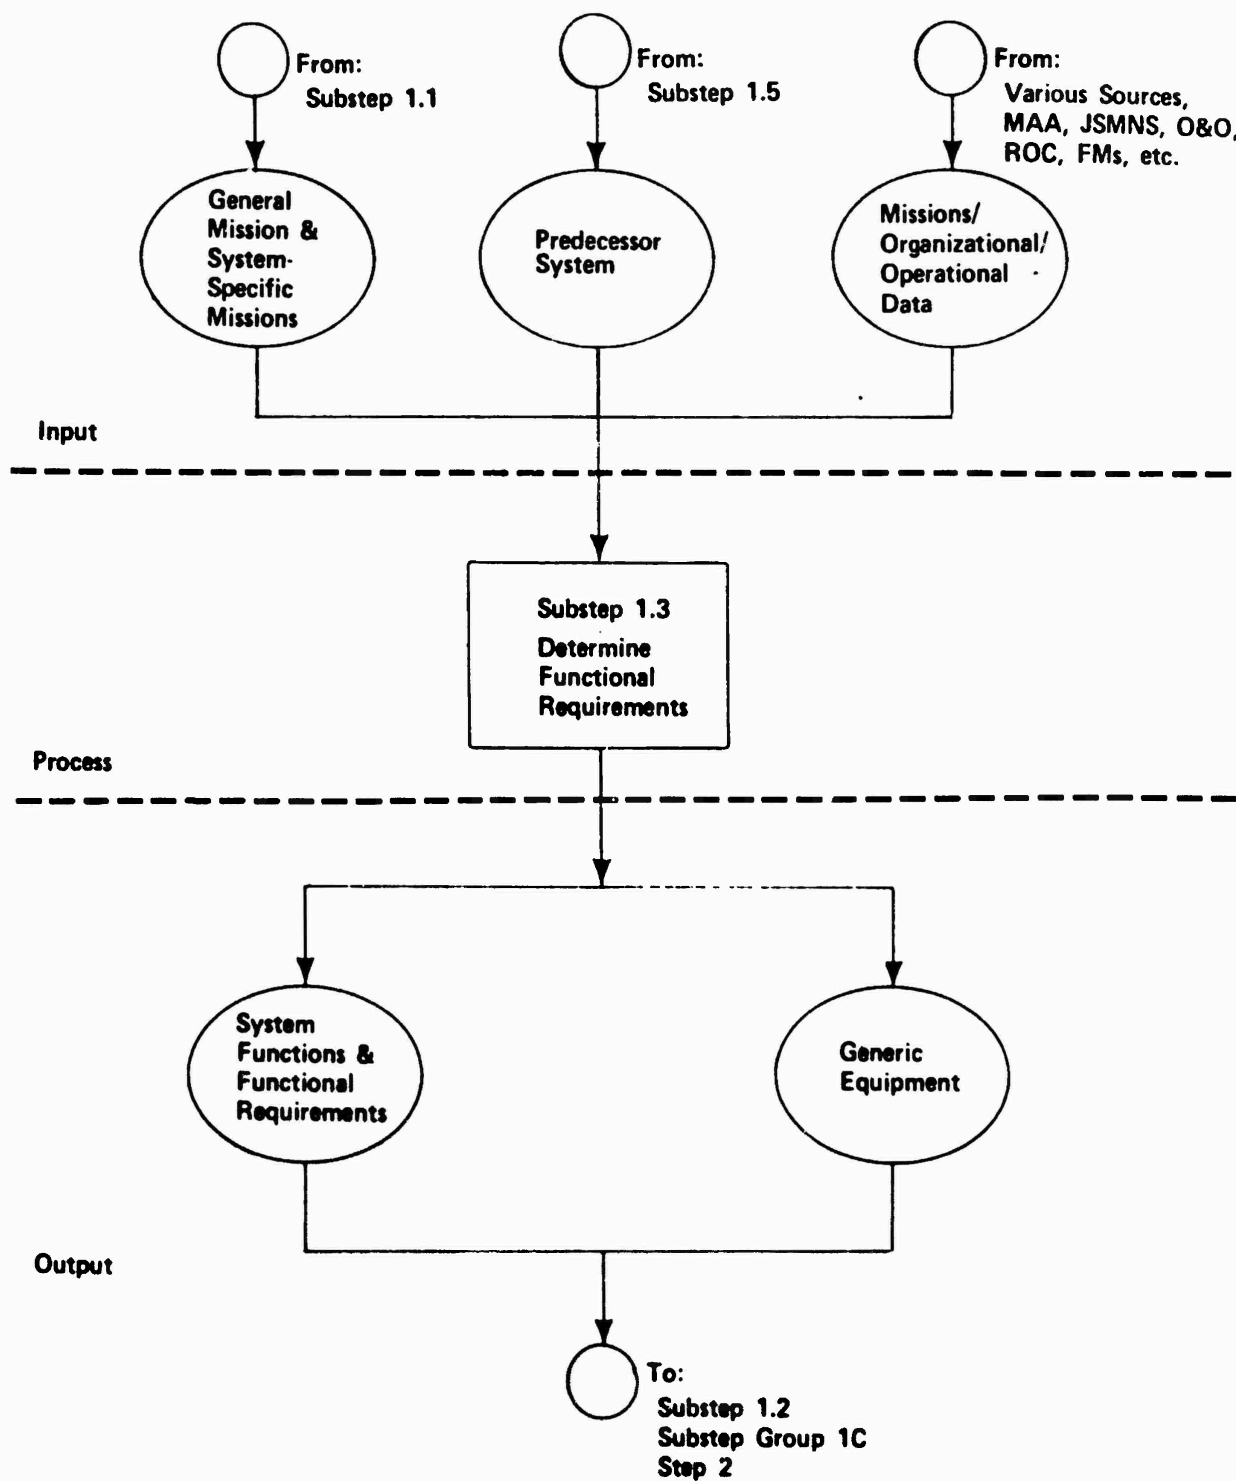 From:
Substep 1.1
From:
Substep 1.5
From:
Various Sources,
MAA, JSMNS, O&O,
ROC, FMs, etc.
General
Mission &
System-
Specific
Missions
Predecessor
System
Missions/
Organizational/
Operational
Data
Input
Substep 1.3
Determine
Functional
Requirements
Process
System
Functions &
Functional
Requirements
Generic
Equipment
Output
To:
Substep 1.2
Substep Group 1C
Step 2